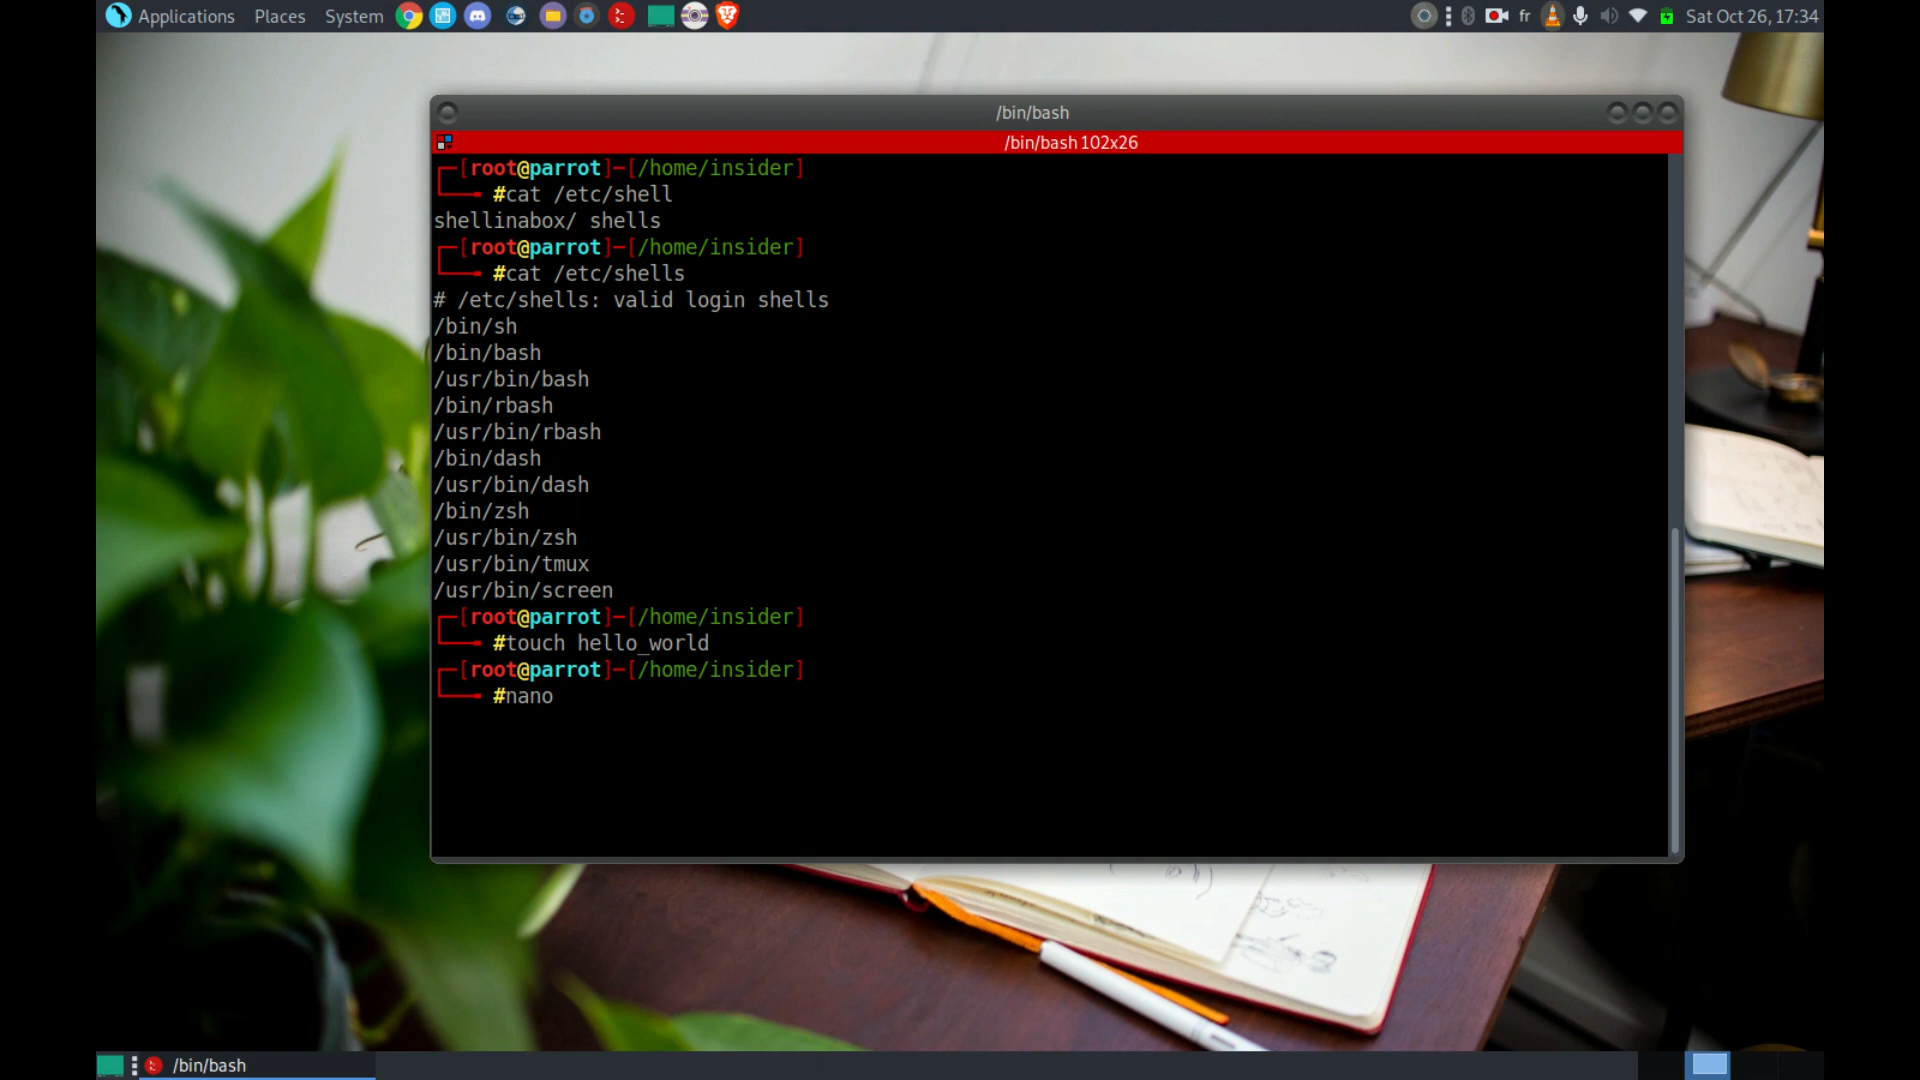 Applications Places System fr Sat Oct 26, 17:34
/bin/bash
/bin/bash 102x26
[root@parrot]-[/home/insider]
#cat /etc/shell
shellinabox/ shells
[root@parrot]-[/home/insider]
#cat /etc/shells
# /etc/shells: valid login shells
/bin/sh
/bin/bash
/usr/bin/bash
/bin/rbash
/usr/bin/rbash
/bin/dash
/usr/bin/dash
/bin/zsh
/usr/bin/zsh
/usr/bin/tmux
/usr/bin/screen
[root@parrot]-[/home/insider]
#touch hello_world
[root@parrot]-[/home/insider]
#nano
/bin/bash